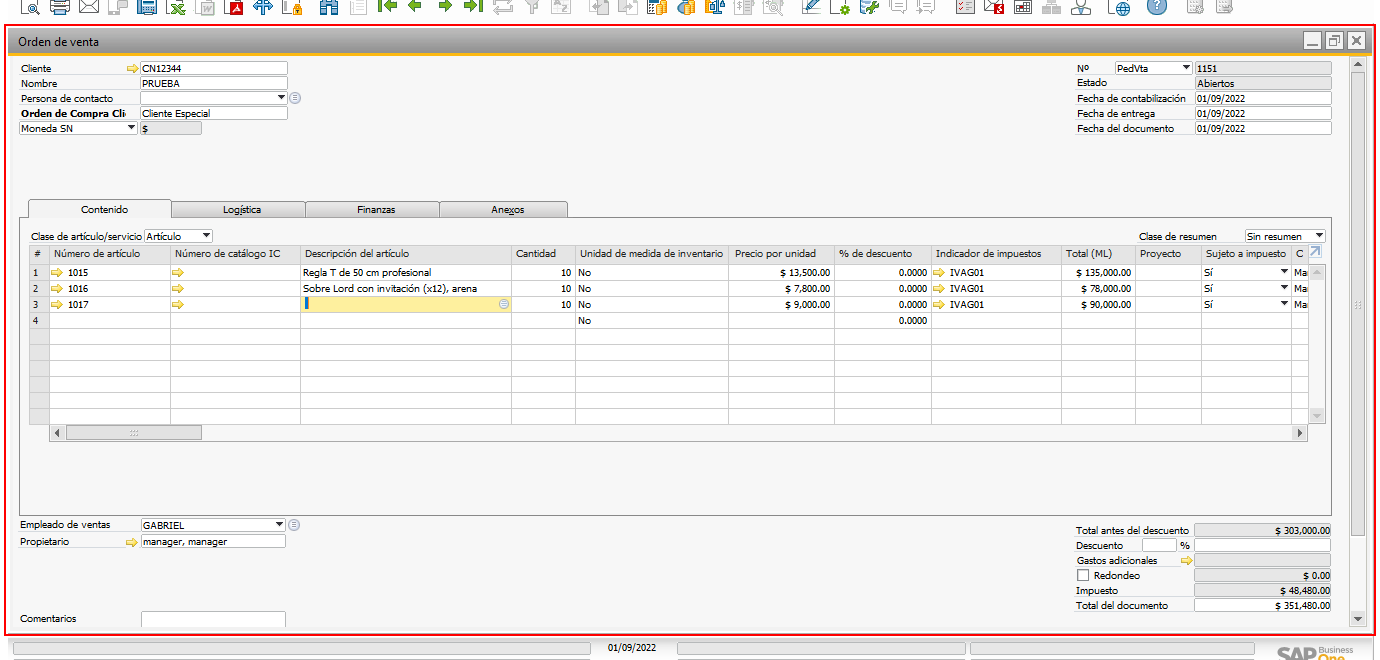 Orden de venta
Cliente CN12344 Nº PedVta 1151
Nombre PRUEBA Estado Abiertos
Persona de contacto Fecha de contabilización 01/09/2022
Orden de Compra Cli Cliente Especial Fecha de entrega 01/09/2022
Moneda SN $ Fecha del documento 01/09/2022
Contenido Logística Finanzas Anexos
Clase de artículo/servicio Artículo Clase de resumen Sin resumen
# Número de artículo Número de catálogo IC Descripción del artículo Cantidad Unidad de medida de inventario Precio por unidad % de descuento Indicador de impuestos Total (ML) Proyecto Sujeto a impuesto C
1 1015 Regla T de 50 cm profesional 10 No $ 13,500.00 0.0000 IVAG01 $ 135,000.00 Sí Ma
2 1016 Sobre Lord con invitación (x12), arena 10 No $ 7,800.00 0.0000 IVAG01 $ 78,000.00 Sí Ma
3 1017 10 No $ 9,000.00 0.0000 IVAG01 $ 90,000.00 Sí Ma
4 No 0.0000
Empleado de ventas GABRIEL Total antes del descuento $ 303,000.00
Propietario manager, manager Descuento %
Gastos adicionales
Redondeo $ 0.00
Impuesto $ 48,480.00
Comentarios Total del documento $ 351,480.00
01/09/2022 SAP Business One